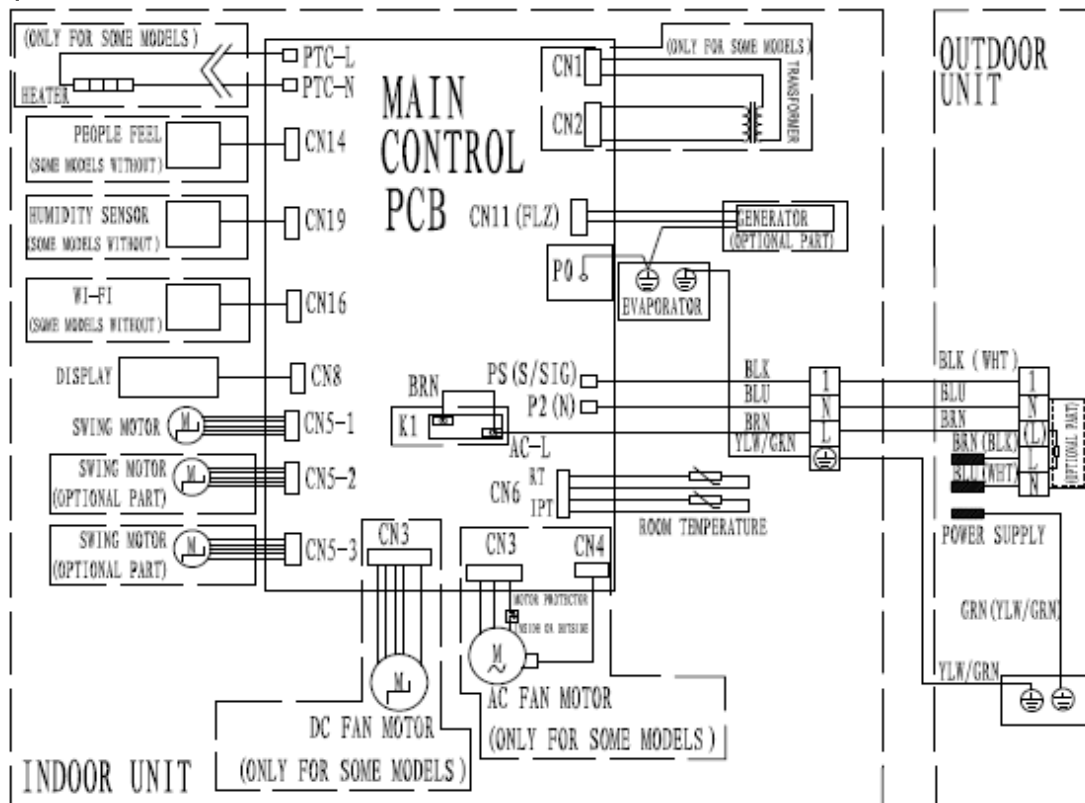 (ONLY FOR SOME MODELS)
HEATER
PTC-L
PTC-N
PEOPLE FEEL
(SOME MODELS WITHOUT)
CN14
HUMIDITY SENSOR
(SOME MODELS WITHOUT)
CN19
WI-FI
(SOME MODELS WITHOUT)
CN16
DISPLAY
CN8
SWING MOTOR
M
CN5-1
SWING MOTOR
(OPTIONAL PART)
M
CN5-2
SWING MOTOR
(OPTIONAL PART)
M
CN5-3
MAIN
CONTROL
PCB
CN1
CN2
(ONLY FOR SOME MODELS)
TRANSFORMER
CN11(FLZ)
GENERATOR
(OPTIONAL PART)
P0
EVAPORATOR
BRN
K1
AC-L
PS(S/SIG)
P2(N)
BLK
BLU
BRN
YLW/GRN
1
N
L
CN6
RT
IPT
ROOM TEMPERATURE
CN3
M
DC FAN MOTOR
(ONLY FOR SOME MODELS)
CN3
CN4
MOTOR PROTECTOR
OR OUTSIDE
M
AC FAN MOTOR
(ONLY FOR SOME MODELS)
INDOOR UNIT
OUTDOOR
UNIT
BLK(WHT)
BLU
BRN
BRN(BLK)
BLU(WHT)
1
N
(L)
L
N
(OPTIONAL PART)
POWER SUPPLY
GRN(YLW/GRN)
YLW/GRN